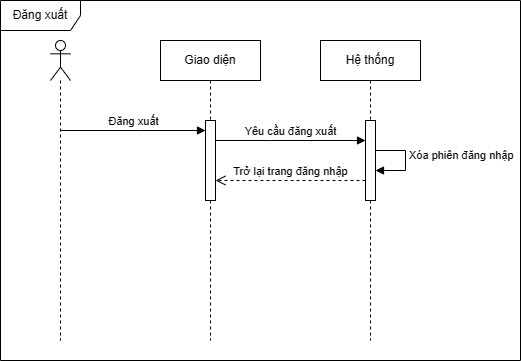 Đăng xuất
Giao diện
Hệ thống
Đăng xuất
Yêu cầu đăng xuất
Xóa phiên đăng nhập
Trở lại trang đăng nhập